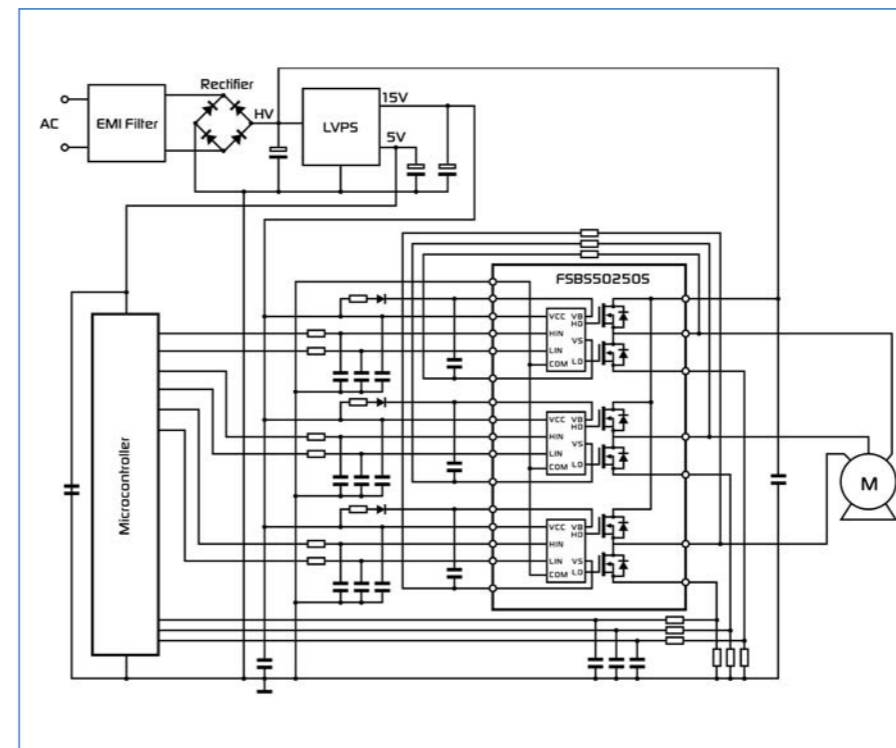 Rectifier
15V
HV
AC
EMI Filter
LVPS
5V
FSBS50250S
VCC VB
HO
HIN
VS
LIN
LO
COM
VCC VB
HO
HIN
VS
LIN
LO
COM
VCC VB
HO
HIN
VS
LIN
LO
COM
Microcontroller
M